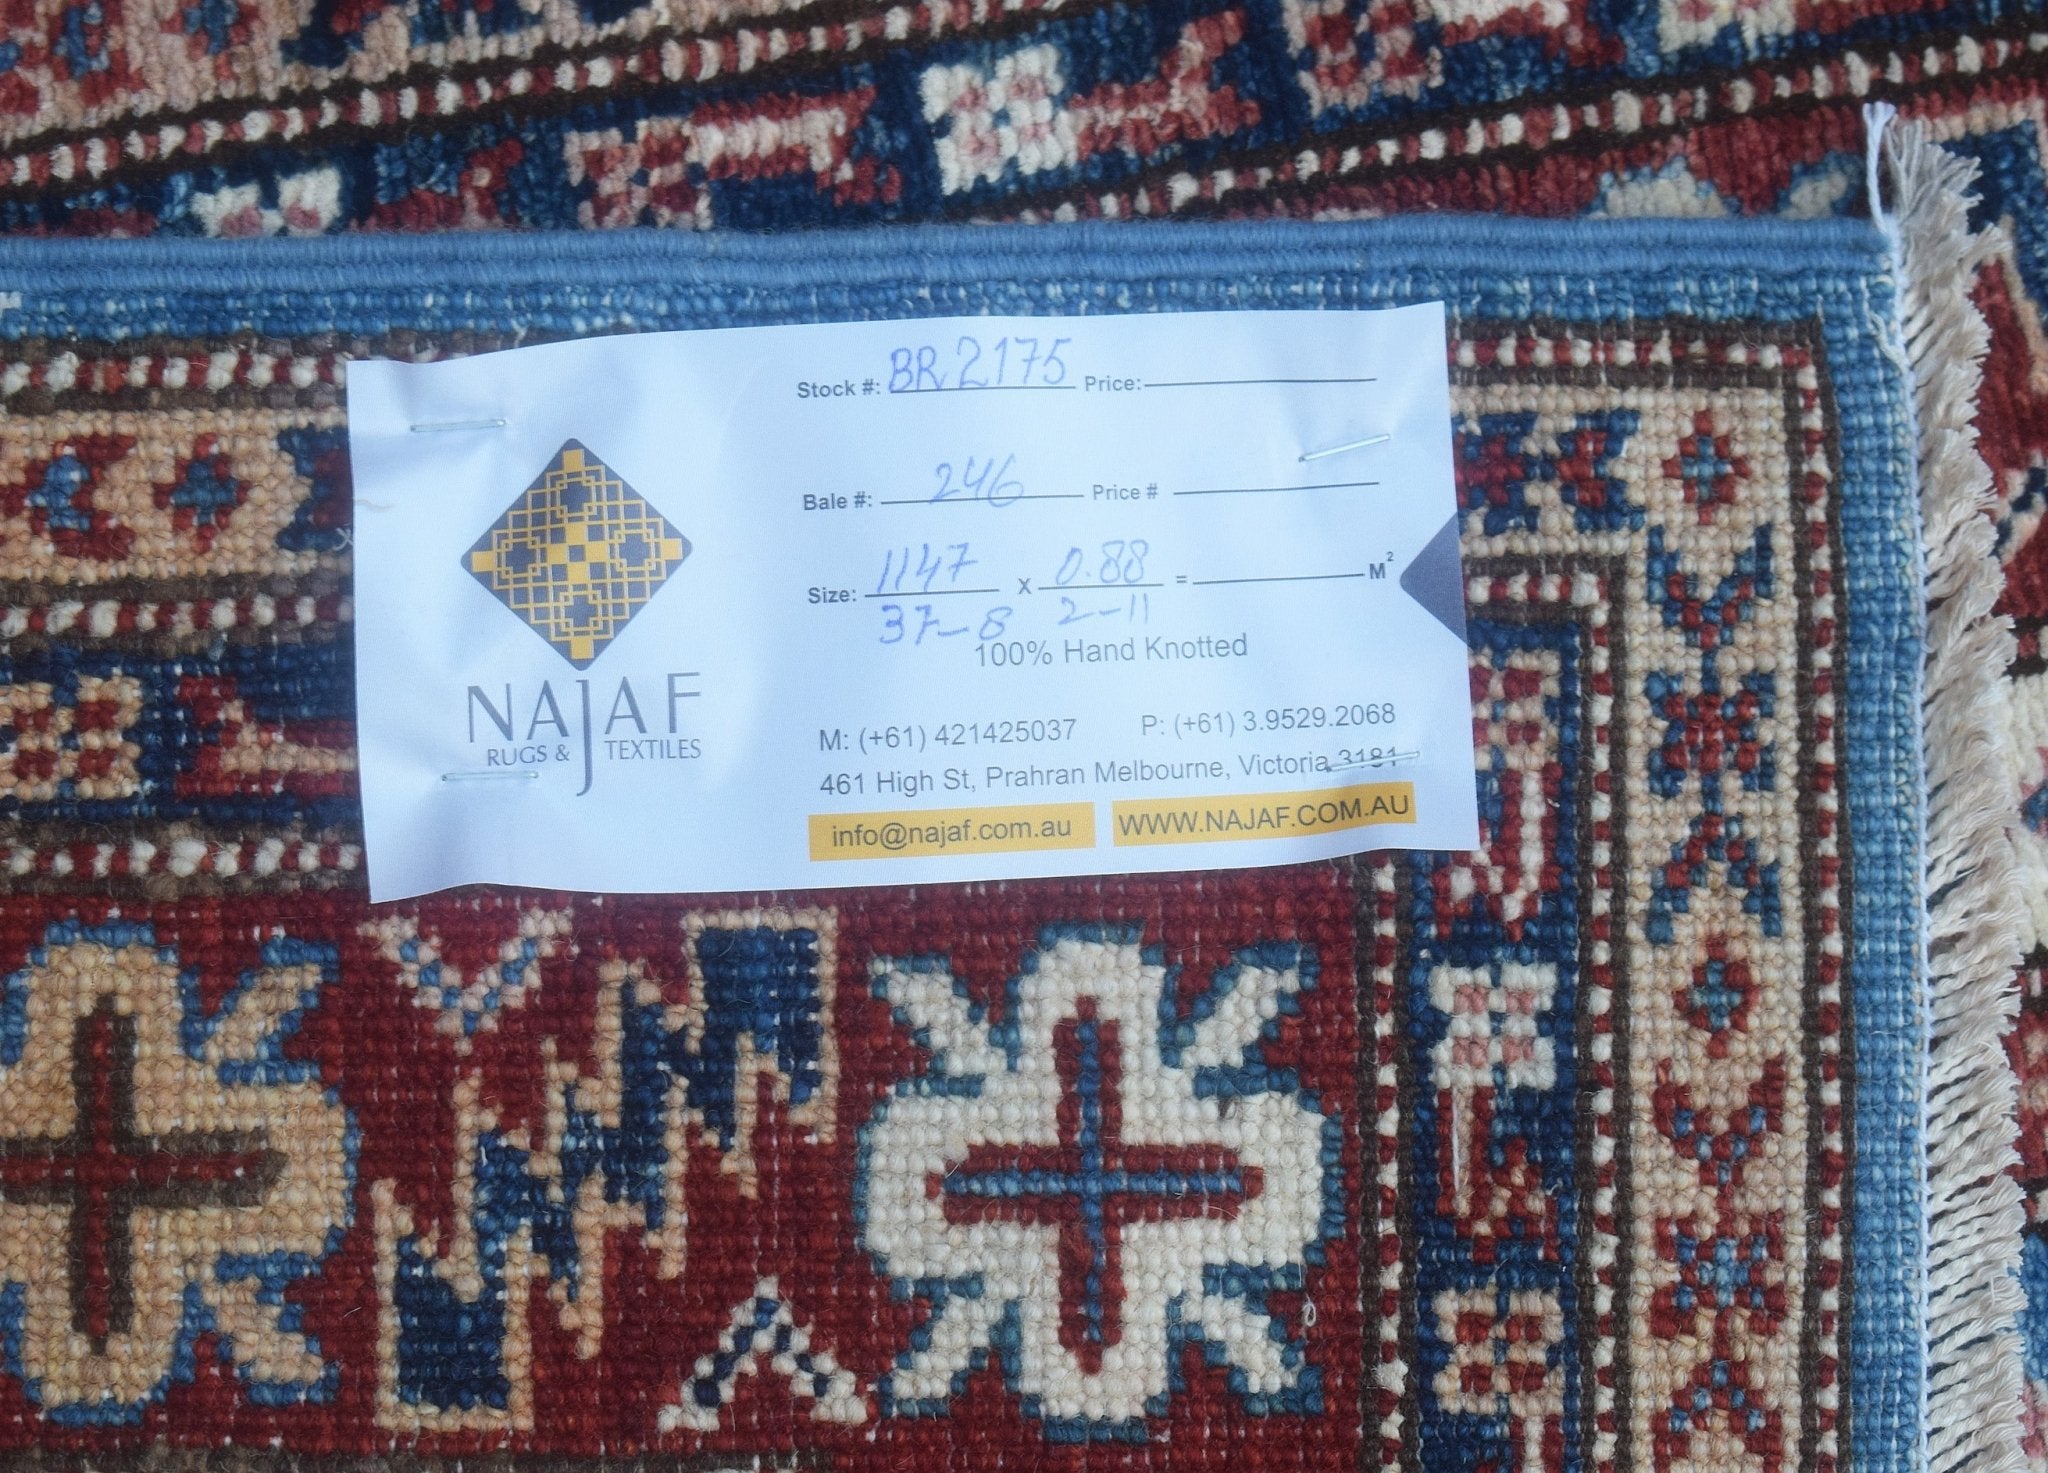 Stock #: BR2175 Price:
Bale #: 246 Price #
Size: 1147 x 0.88 = M²
37-8 2-11
100% Hand Knotted
NAJAF
RUGS & TEXTILES
M: (+61) 421425037 P: (+61) 3.9529.2068
461 High St, Prahran Melbourne, Victoria 3181
info@najaf.com.au WWW.NAJAF.COM.AU